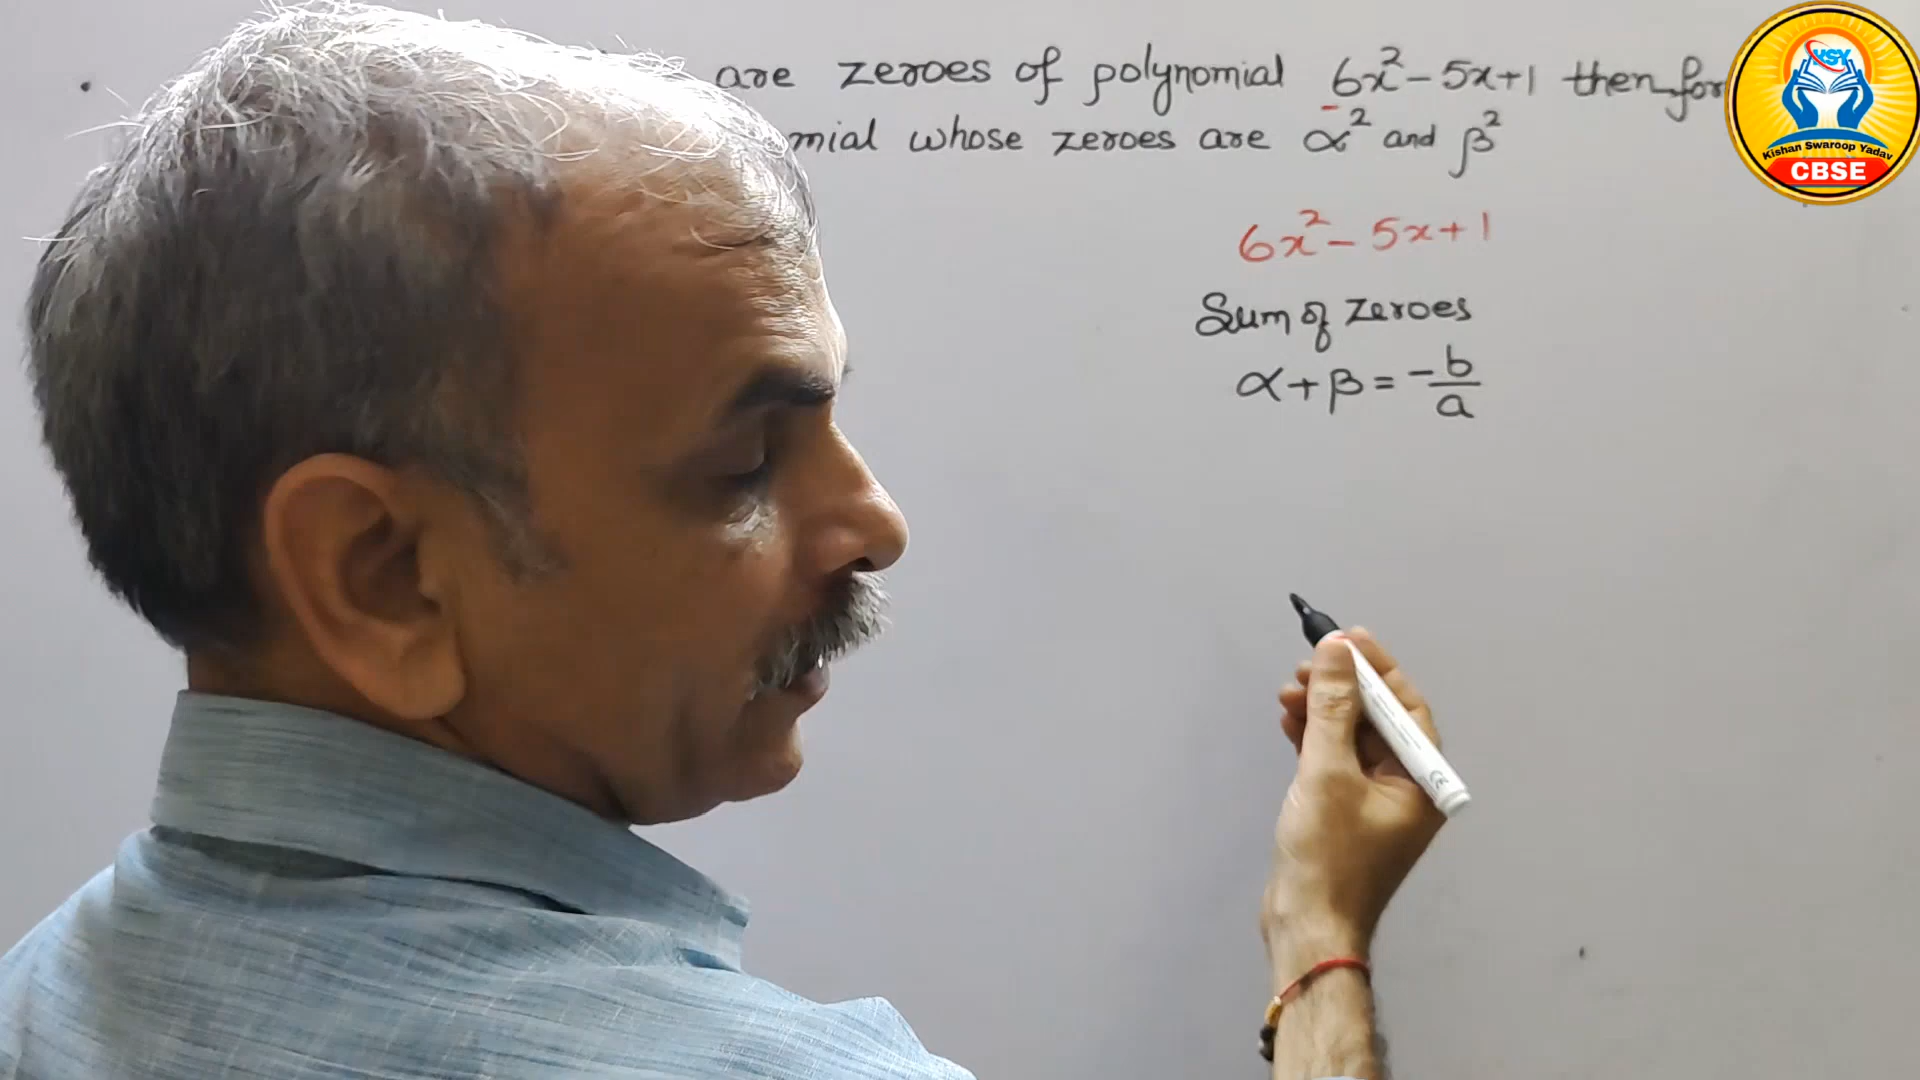 are zeroes of polynomial 6x² - 5x + 1 then for
mial whose zeroes are α² and β²
6x² - 5x + 1
Sum of zeroes
α + β = -b/a
KSY
Kishan Swaroop Yadav
CBSE